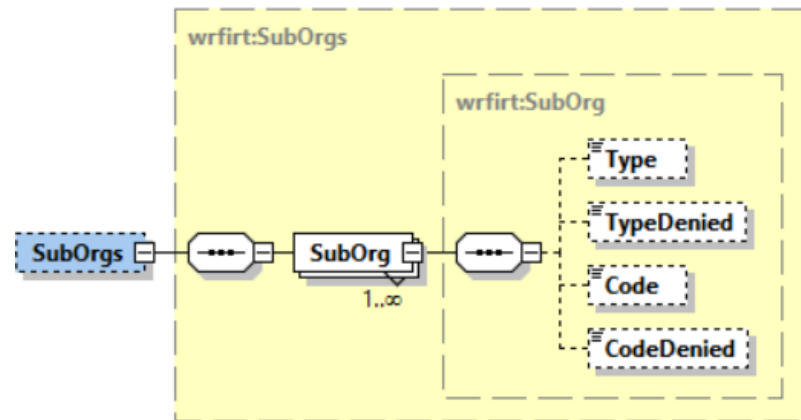 wrfirt:SubOrgs
wrfirt:SubOrg
Type
TypeDenied
SubOrgs
SubOrg
Code
1..∞
CodeDenied